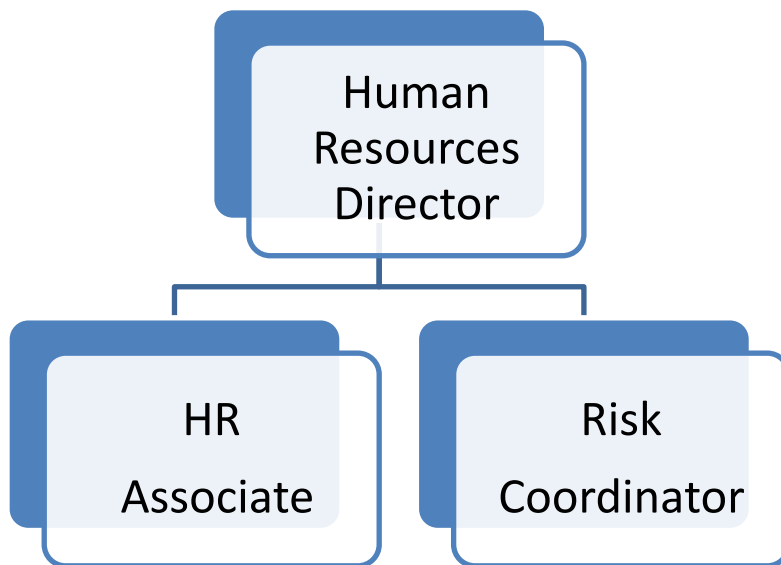 Human
Resources
Director
HR
Associate
Risk
Coordinator